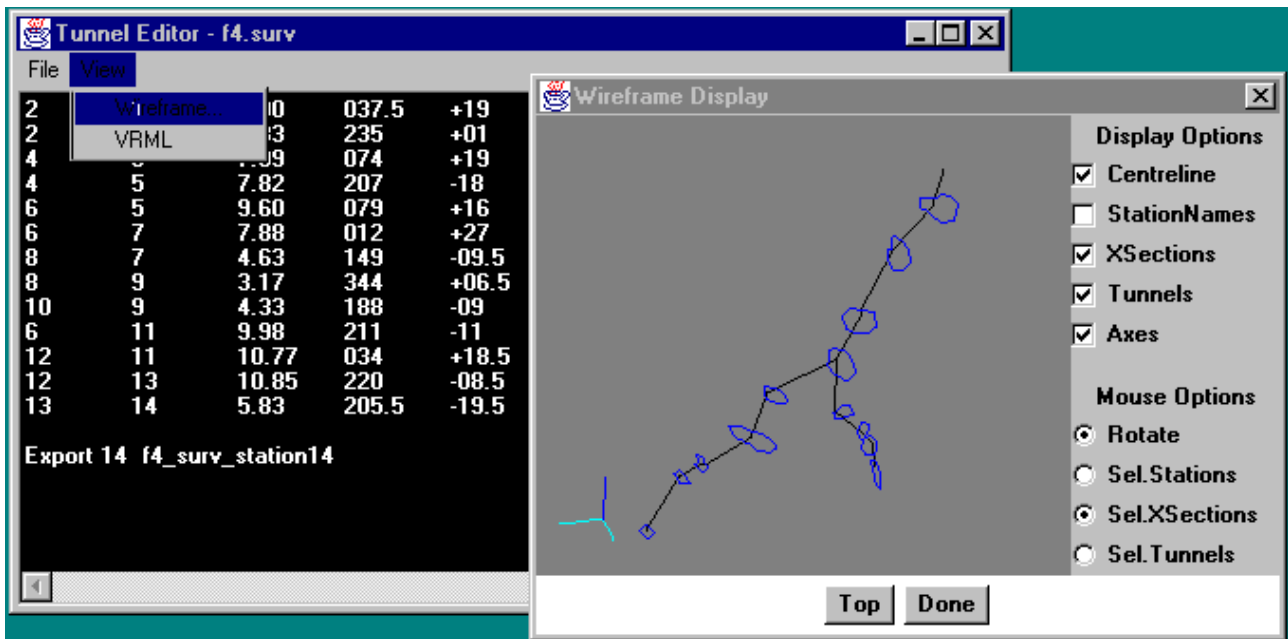 Tunnel Editor - f4.surv
File View
Wireframe...
VRML
2 037.5 +19
2 235 +01
4 074 +19
4 5 7.82 207 -18
6 5 9.60 079 +16
6 7 7.88 012 +27
8 7 4.63 149 -09.5
8 9 3.17 344 +06.5
10 9 4.33 188 -09
6 11 9.98 211 -11
12 11 10.77 034 +18.5
12 13 10.85 220 -08.5
13 14 5.83 205.5 -19.5
Export 14 f4_surv_station14
Wireframe Display
Display Options
Centreline
StationNames
XSections
Tunnels
Axes
Mouse Options
Rotate
Sel.Stations
Sel.XSections
Sel.Tunnels
Top Done